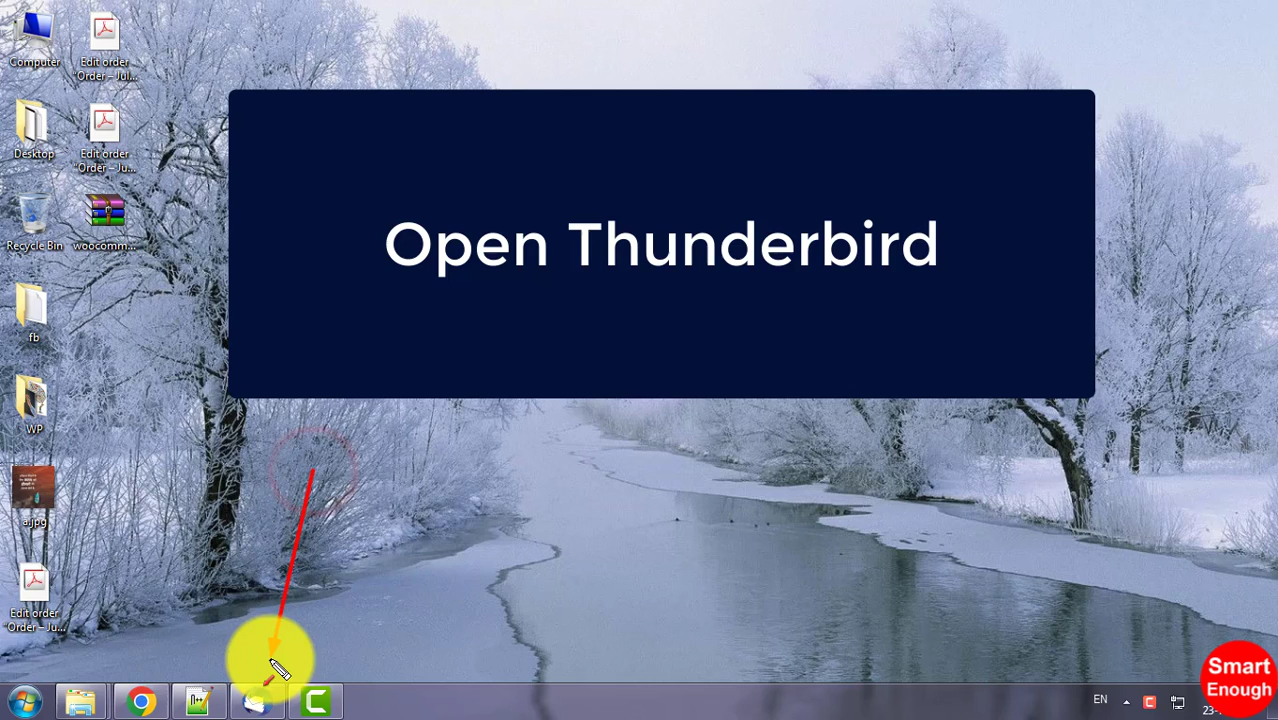 Computer
Edit order
"Order – Jul...
Desktop
Edit order
"Order – Ju...
Recycle Bin
woocomm...
Open Thunderbird
fb
WP
a.jpg
Edit order
"Order – Ju...
n++
EN
Smart
Enough